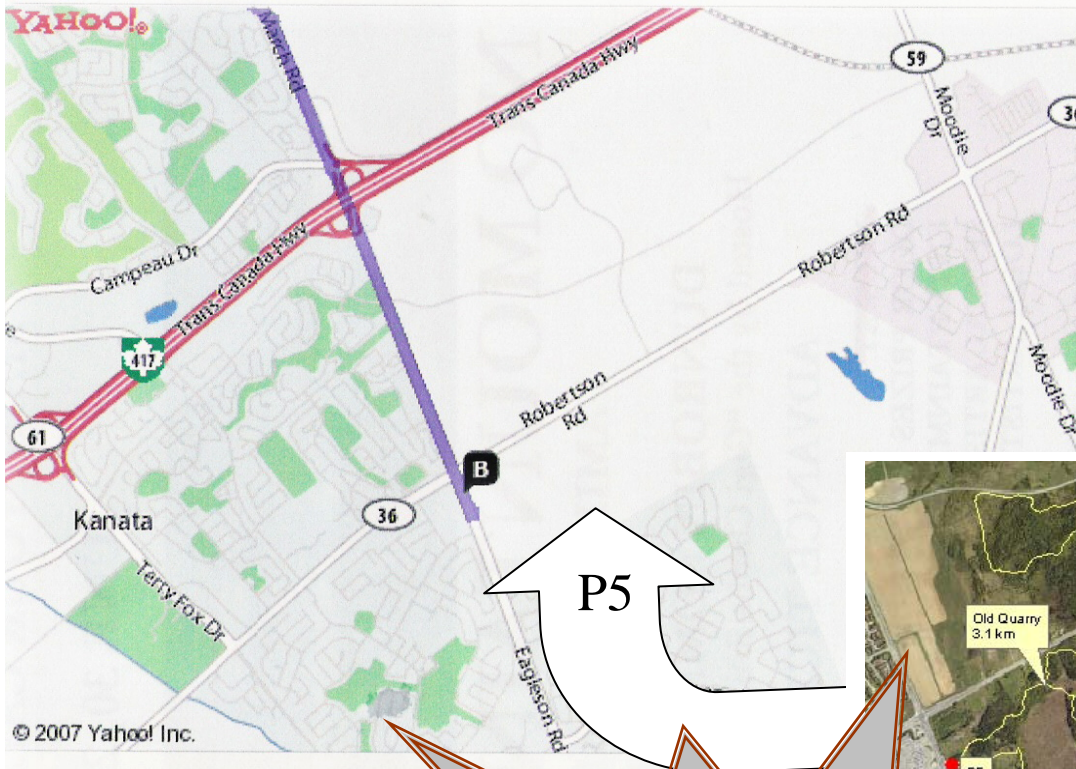 YAHOO!®
March Rd
Trans Canada Hwy
59
Moodie
Dr
Robertson Rd
Campeau Dr
Trans Canada Hwy
417
Moodie Dr
Robertson
Rd
61
B
36
Kanata
P5
Terry Fox Dr
Old Quarry
3.1 km
Eagleson Rd
© 2007 Yahoo! Inc.